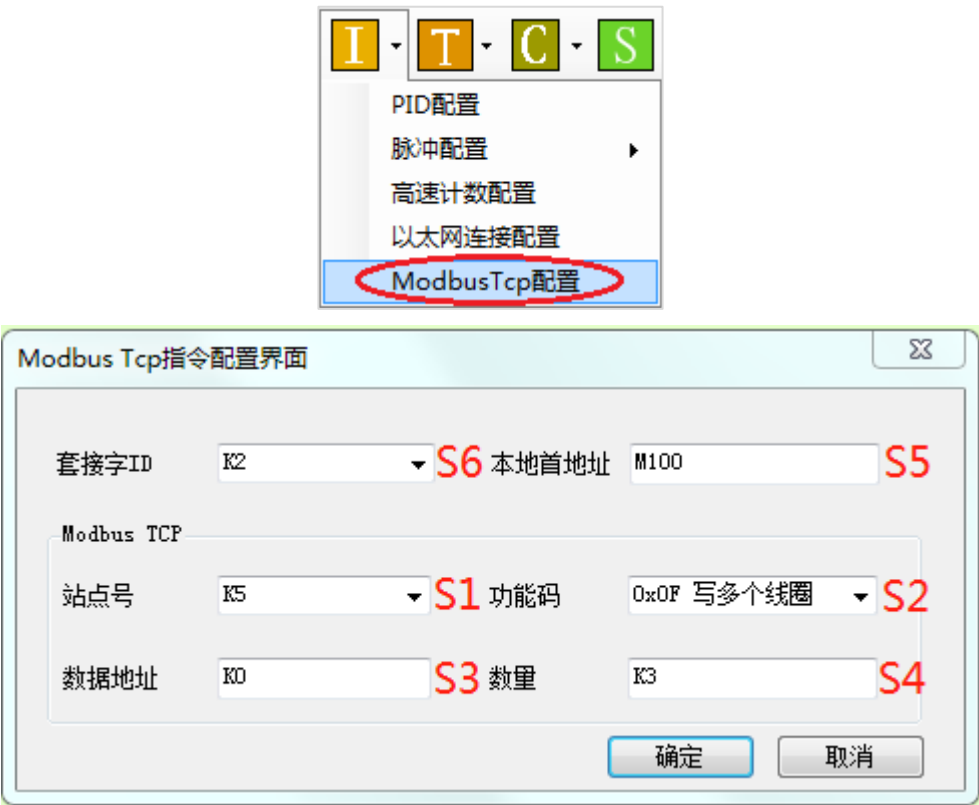 I T C S
PID配置
脉冲配置
高速计数配置
以太网连接配置
ModbusTcp配置
Modbus Tcp指令配置界面
套接字ID K2 S6 本地首地址 M100 S5
Modbus TCP
站点号 K5 S1 功能码 0x0F 写多个线圈 S2
数据地址 K0 S3 数量 K3 S4
确定 取消